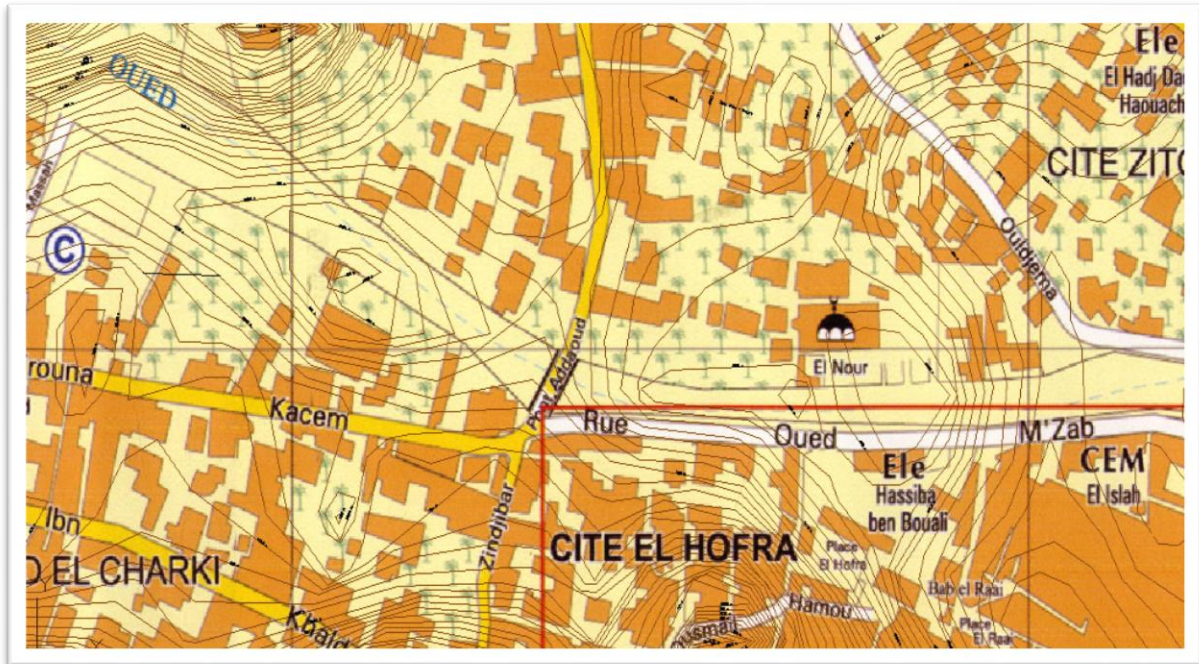 OUED
Ele
El Hadj Da
Haouach
CITE ZITO
Massah
C
Ouldjema
El Nour
Pont Addaoud
rouna
Kacem
Rue
Oued
M'Zab
Ele
Hassiba
ben Bouali
CEM
El Islah
Ibn
Zindjibar
CITE EL HOFRA
Place
El Hofra
O EL CHARKI
Khald
Bab el Raai
Hamou
Place
El Raai